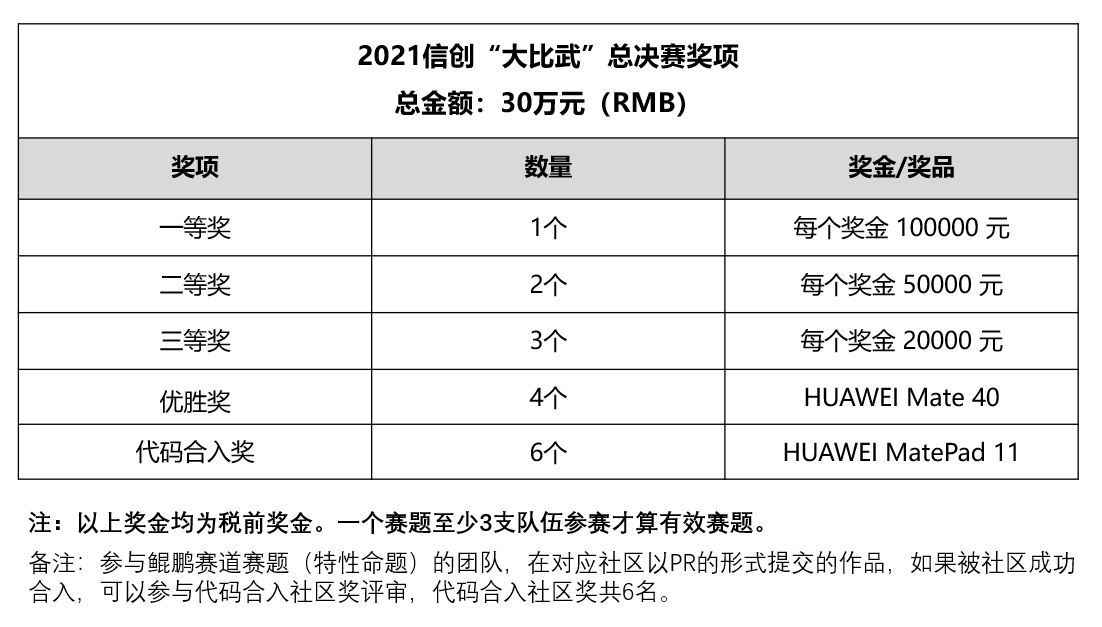 2021信创“大比武”总决赛奖项
总金额：30万元（RMB）
奖项 数量 奖金/奖品
一等奖 1个 每个奖金 100000 元
二等奖 2个 每个奖金 50000 元
三等奖 3个 每个奖金 20000 元
优胜奖 4个 HUAWEI Mate 40
代码合入奖 6个 HUAWEI MatePad 11
注：以上奖金均为税前奖金。一个赛题至少3支队伍参赛才算有效赛题。
备注：参与鲲鹏赛道赛题（特性命题）的团队，在对应社区以PR的形式提交的作品，如果被社区成功
合入，可以参与代码合入社区奖评审，代码合入社区奖共6名。